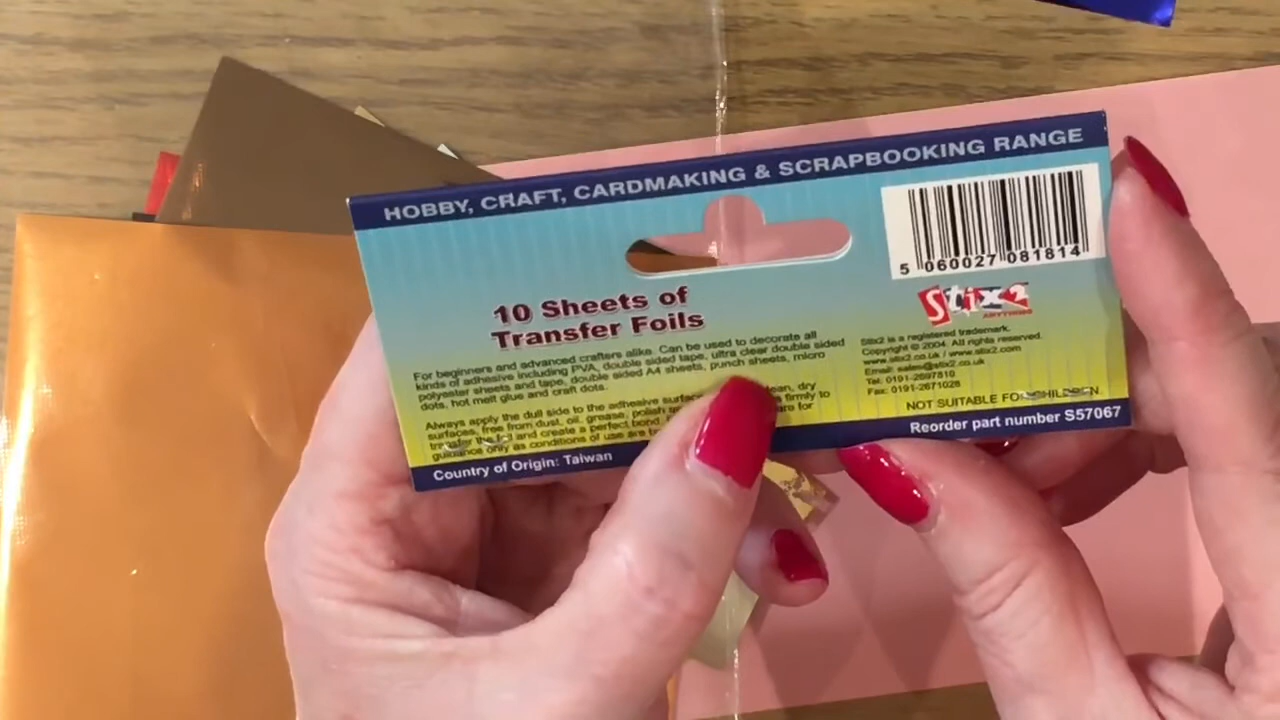 HOBBY, CRAFT, CARDMAKING & SCRAPBOOKING RANGE
5 060027 081814
10 Sheets of
Transfer Foils
Stix2
ANYTHING
For beginners and advanced crafters alike. Can be used to decorate all
kinds of adhesive including PVA, double sided tape, ultra clear double sided
polyester sheets and tape, double sided A4 sheets, punch sheets, micro
dots, hot melt glue and craft dots.
Always apply the dull side to the adhesive clean, dry
surfaces, free from dust, oil, grease, polish firmly to
and create a perfect bond. for
guidance only as conditions of use are
Stix2 is a registered trademark.
Copyright © 2004. All rights reserved.
www.stix2.co.uk / www.stix2.com
Email: sales@stix2.co.uk
Tel: 0191-2697810
Fax: 0191-2671028
NOT SUITABLE FOR CHILDREN.
Country of Origin: Taiwan
Reorder part number S57067